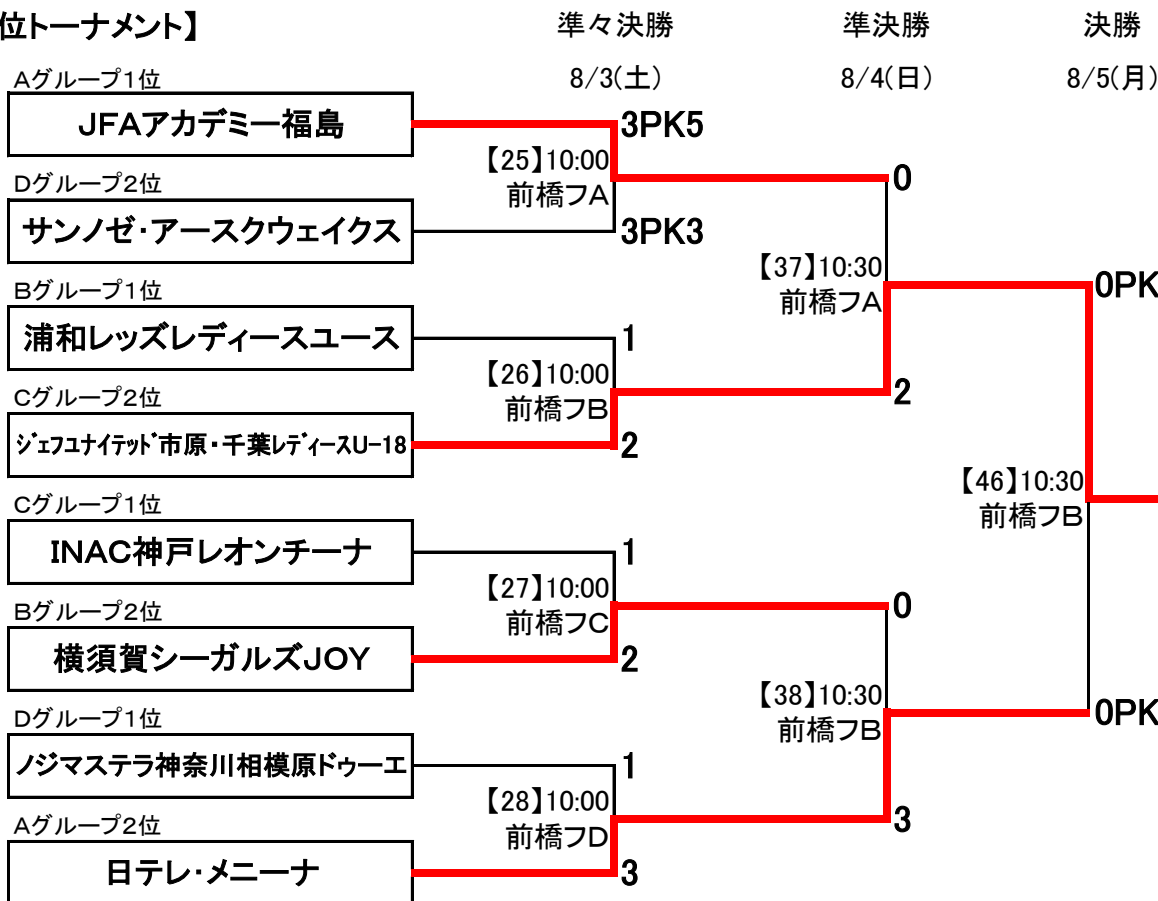 位トーナメント】
準々決勝 準決勝 決勝
8/3(土) 8/4(日) 8/5(月)
Aグループ1位
JFAアカデミー福島
3PK5
【25】10:00
前橋フA
0
Dグループ2位
サンノゼ・アースクウェイクス
3PK3
【37】10:30
前橋フA
0PK
Bグループ1位
浦和レッズレディースユース
1
【26】10:00
前橋フB
2
Cグループ2位
ジェフユナイテッド市原・千葉レディースU-18
2
【46】10:30
前橋フB
Cグループ1位
INAC神戸レオンチーナ
1
【27】10:00
前橋フC
0
Bグループ2位
横須賀シーガルズJOY
2
【38】10:30
前橋フB
0PK
Dグループ1位
ノジマステラ神奈川相模原ドゥーエ
1
【28】10:00
前橋フD
3
Aグループ2位
日テレ・メニーナ
3